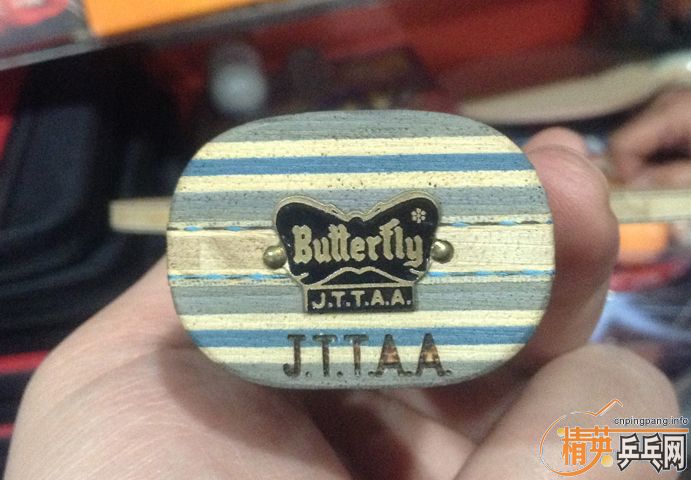 Butterfly
J.T.T.A.A.
J.T.T.A.A.
cnpingpang.info
精英乒乓网